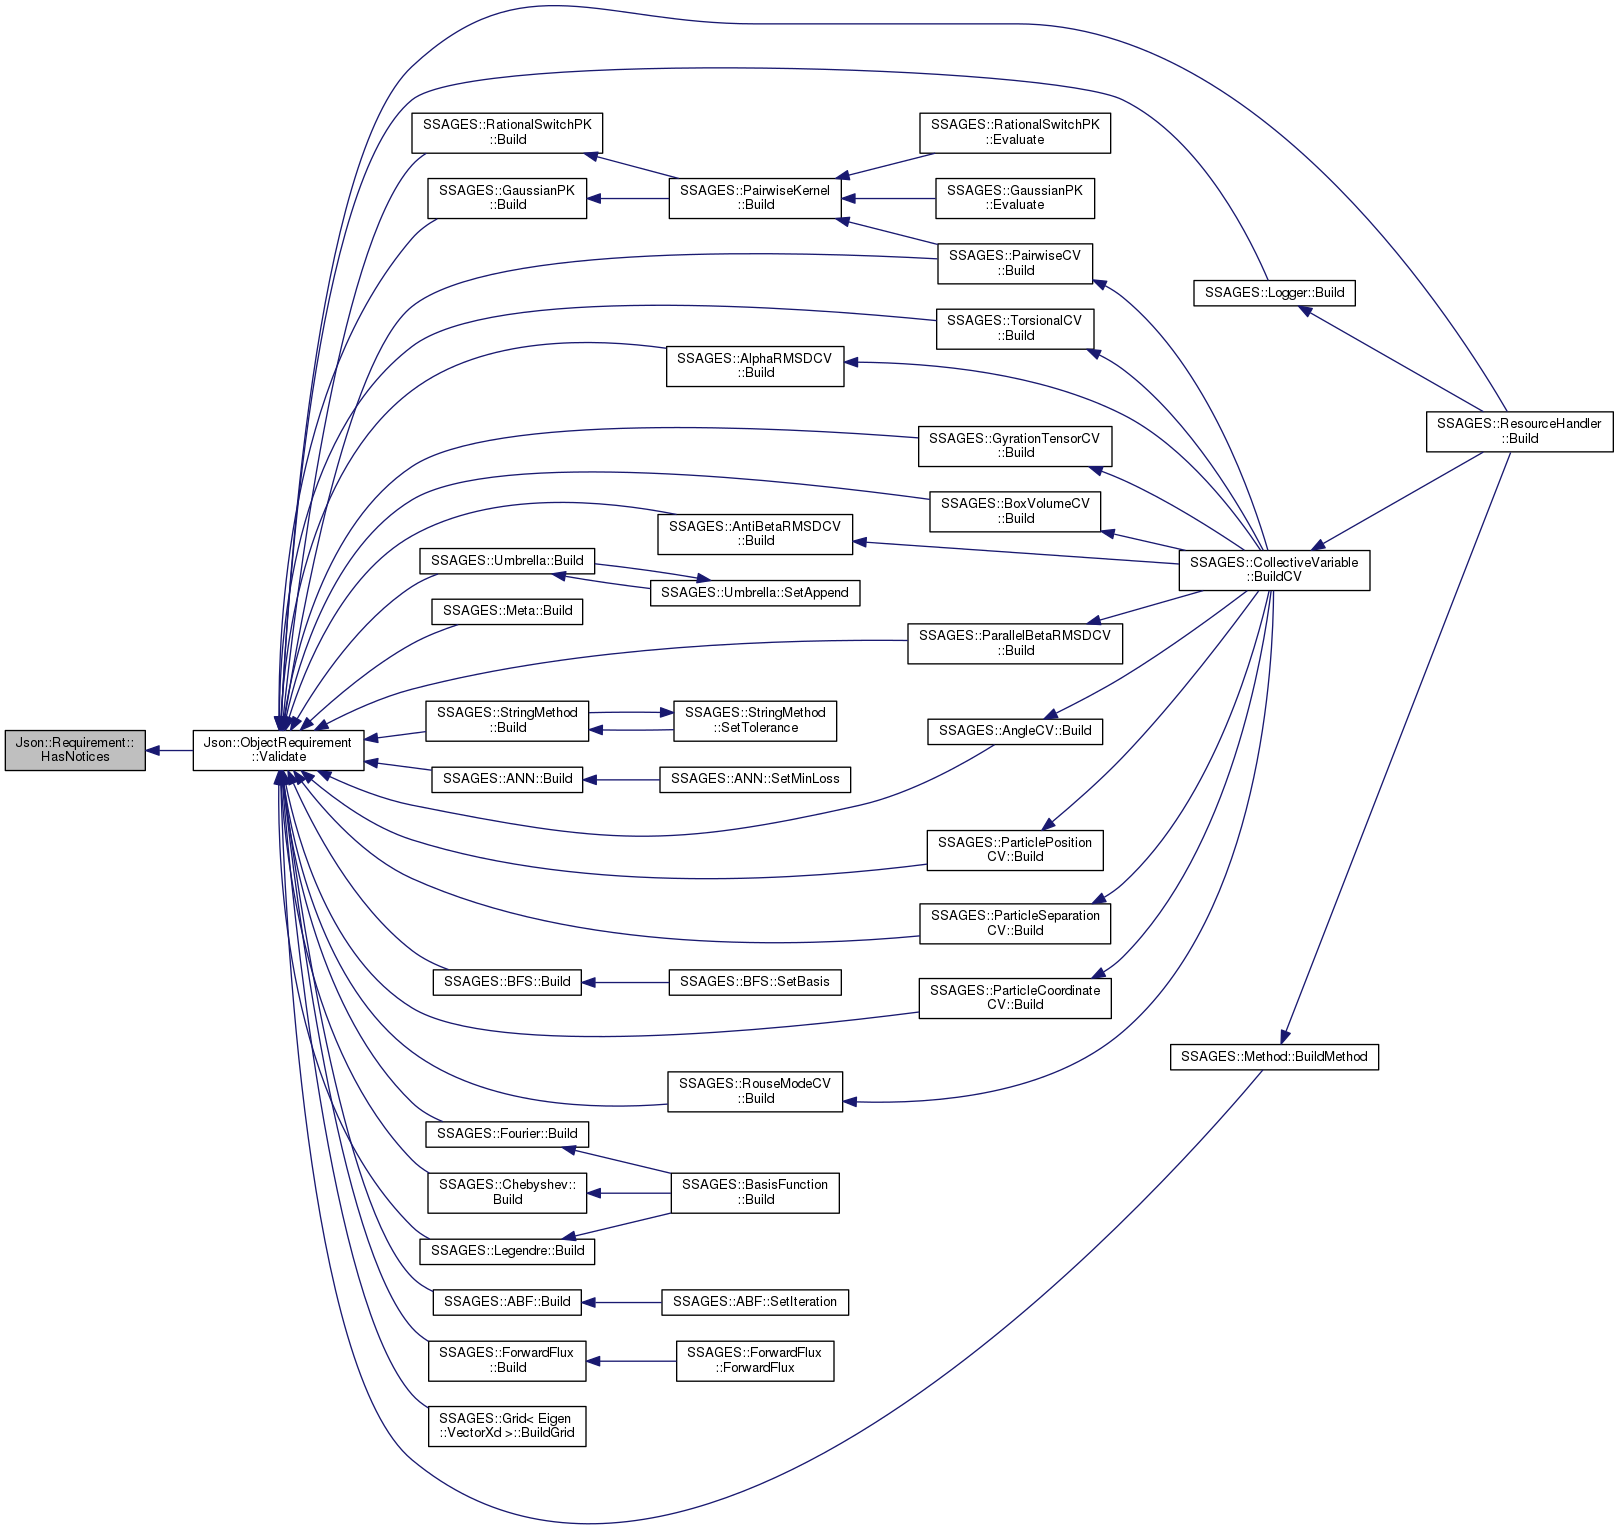 Json::Requirement::
HasNotices
Json::ObjectRequirement
::Validate
SSAGES::RationalSwitchPK
::Build
SSAGES::GaussianPK
::Build
SSAGES::PairwiseKernel
::Build
SSAGES::RationalSwitchPK
::Evaluate
SSAGES::GaussianPK
::Evaluate
SSAGES::PairwiseCV
::Build
SSAGES::Logger::Build
SSAGES::TorsionalCV
::Build
SSAGES::AlphaRMSDCV
::Build
SSAGES::ResourceHandler
::Build
SSAGES::GyrationTensorCV
::Build
SSAGES::BoxVolumeCV
::Build
SSAGES::AntiBetaRMSDCV
::Build
SSAGES::CollectiveVariable
::BuildCV
SSAGES::Umbrella::Build
SSAGES::Umbrella::SetAppend
SSAGES::Meta::Build
SSAGES::ParallelBetaRMSDCV
::Build
SSAGES::StringMethod
::Build
SSAGES::StringMethod
::SetTolerance
SSAGES::AngleCV::Build
SSAGES::ANN::Build
SSAGES::ANN::SetMinLoss
SSAGES::ParticlePosition
CV::Build
SSAGES::ParticleSeparation
CV::Build
SSAGES::BFS::Build
SSAGES::BFS::SetBasis
SSAGES::ParticleCoordinate
CV::Build
SSAGES::Method::BuildMethod
SSAGES::RouseModeCV
::Build
SSAGES::Fourier::Build
SSAGES::Chebyshev::
Build
SSAGES::BasisFunction
::Build
SSAGES::Legendre::Build
SSAGES::ABF::Build
SSAGES::ABF::SetIteration
SSAGES::ForwardFlux
::Build
SSAGES::ForwardFlux
::ForwardFlux
SSAGES::Grid< Eigen
::VectorXd >::BuildGrid